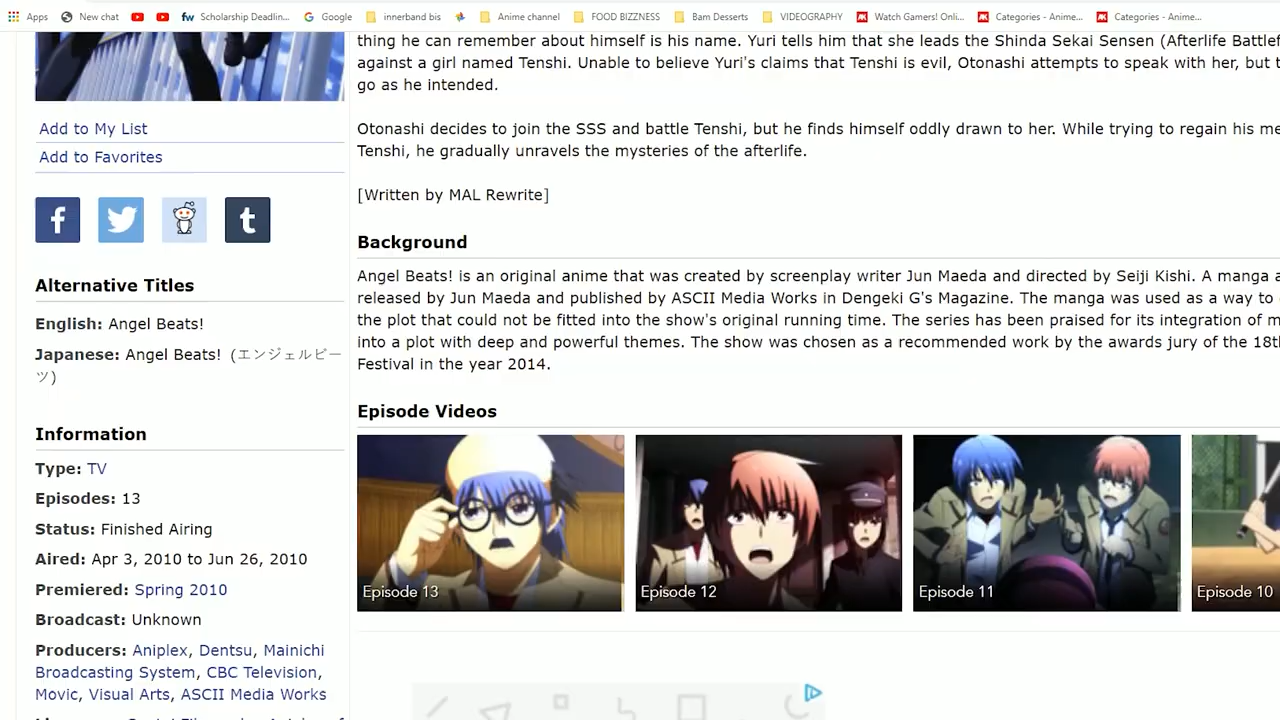 Apps New chat Scholarship Deadlin... Google innerband bis Anime channel FOOD BIZZNESS Bam Desserts VIDEOGRAPHY Watch Gamers! Onli... Categories - Anime... Categories - Anime...
thing he can remember about himself is his name. Yuri tells him that she leads the Shinda Sekai Sensen (Afterlife Battlef
against a girl named Tenshi. Unable to believe Yuri's claims that Tenshi is evil, Otonashi attempts to speak with her, but t
go as he intended.
Otonashi decides to join the SSS and battle Tenshi, but he finds himself oddly drawn to her. While trying to regain his me
Tenshi, he gradually unravels the mysteries of the afterlife.
[Written by MAL Rewrite]
Background
Angel Beats! is an original anime that was created by screenplay writer Jun Maeda and directed by Seiji Kishi. A manga a
released by Jun Maeda and published by ASCII Media Works in Dengeki G's Magazine. The manga was used as a way to
the plot that could not be fitted into the show's original running time. The series has been praised for its integration of m
into a plot with deep and powerful themes. The show was chosen as a recommended work by the awards jury of the 18th
Festival in the year 2014.
Episode Videos
Episode 13
Episode 12
Episode 11
Episode 10
Add to My List
Add to Favorites
Alternative Titles
English: Angel Beats!
Japanese: Angel Beats! (エンジェルビー
ツ)
Information
Type: TV
Episodes: 13
Status: Finished Airing
Aired: Apr 3, 2010 to Jun 26, 2010
Premiered: Spring 2010
Broadcast: Unknown
Producers: Aniplex, Dentsu, Mainichi
Broadcasting System, CBC Television,
Movic, Visual Arts, ASCII Media Works